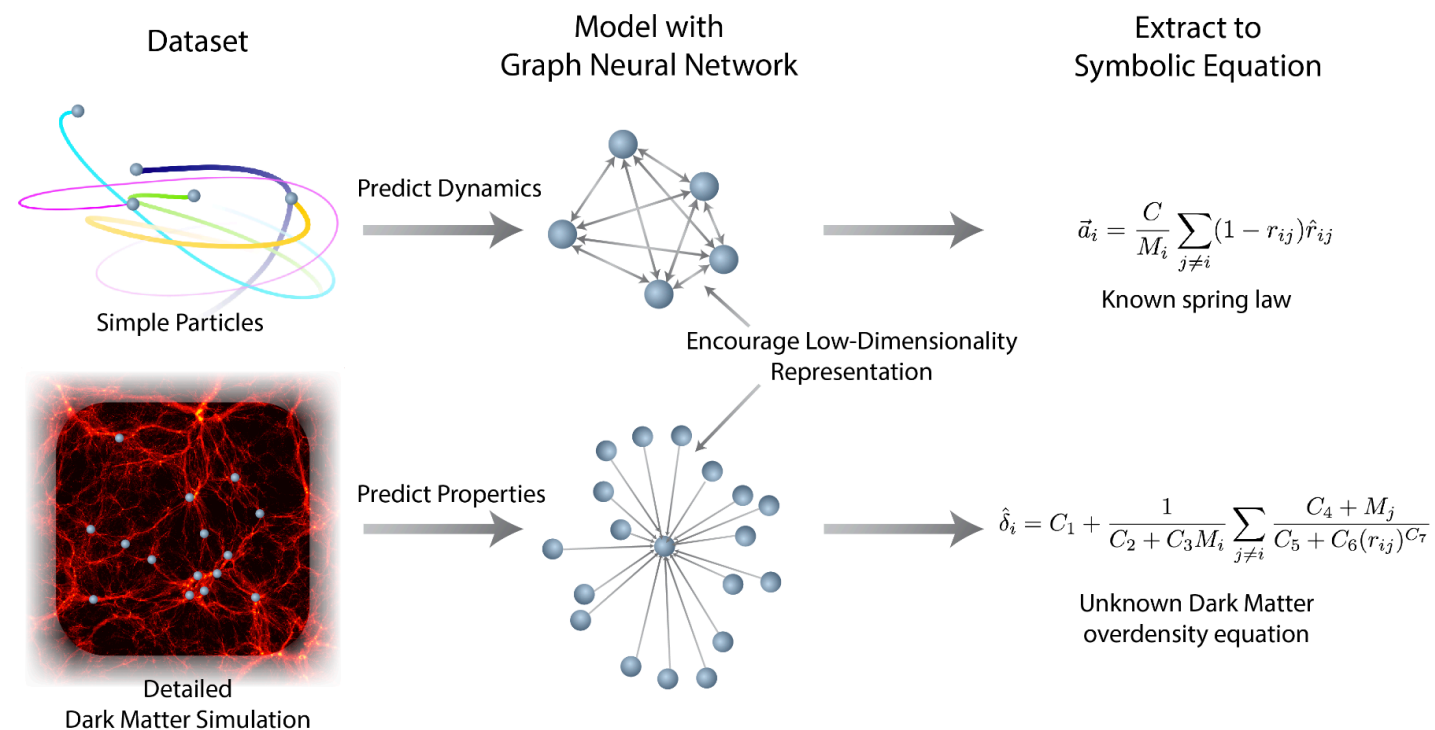 Dataset
Model with
Graph Neural Network
Extract to
Symbolic Equation
Predict Dynamics
Simple Particles
$\vec{a}_i = \frac{C}{M_i} \sum_{j \neq i} (1 - r_{ij}) \hat{r}_{ij}$
Known spring law
Encourage Low-Dimensionality
Representation
Predict Properties
Detailed
Dark Matter Simulation
$\hat{\delta}_i = C_1 + \frac{1}{C_2 + C_3 M_i} \sum_{j \neq i} \frac{C_4 + M_j}{C_5 + C_6 (r_{ij})^{C_7}}$
Unknown Dark Matter
overdensity equation